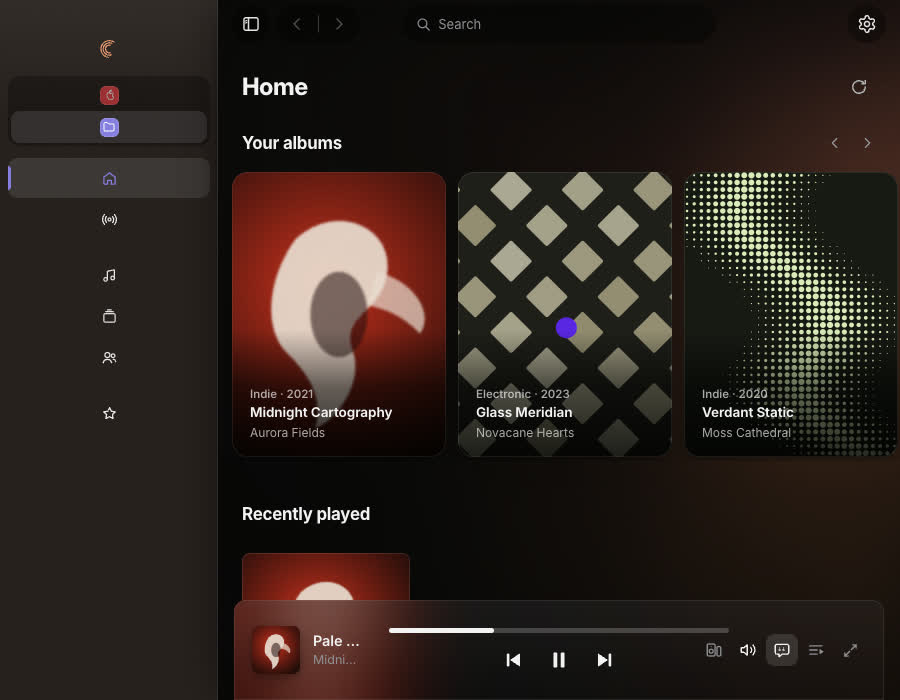 Search
Home
Your albums
Indie · 2021
Midnight Cartography
Aurora Fields
Electronic · 2023
Glass Meridian
Novacane Hearts
Indie · 2020
Verdant Static
Moss Cathedral
Recently played
Pale ...
Midni...